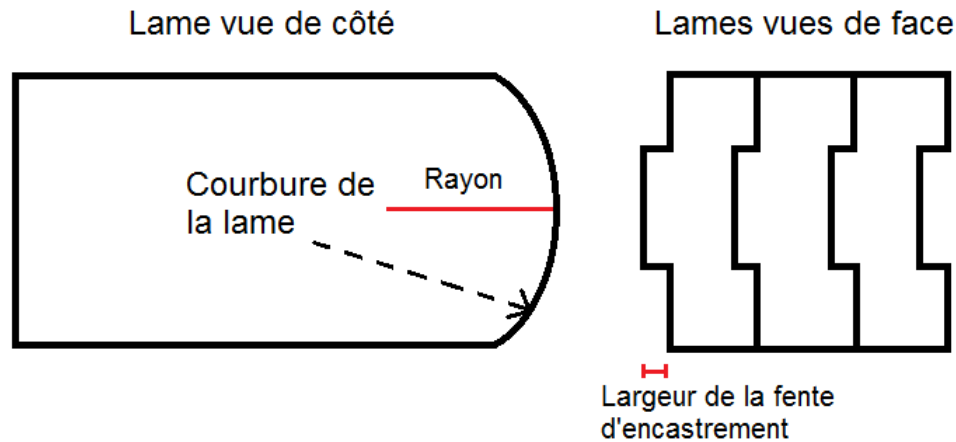 Lame vue de côté
Lames vues de face
Courbure de
la lame
Rayon
Largeur de la fente
d'encastrement